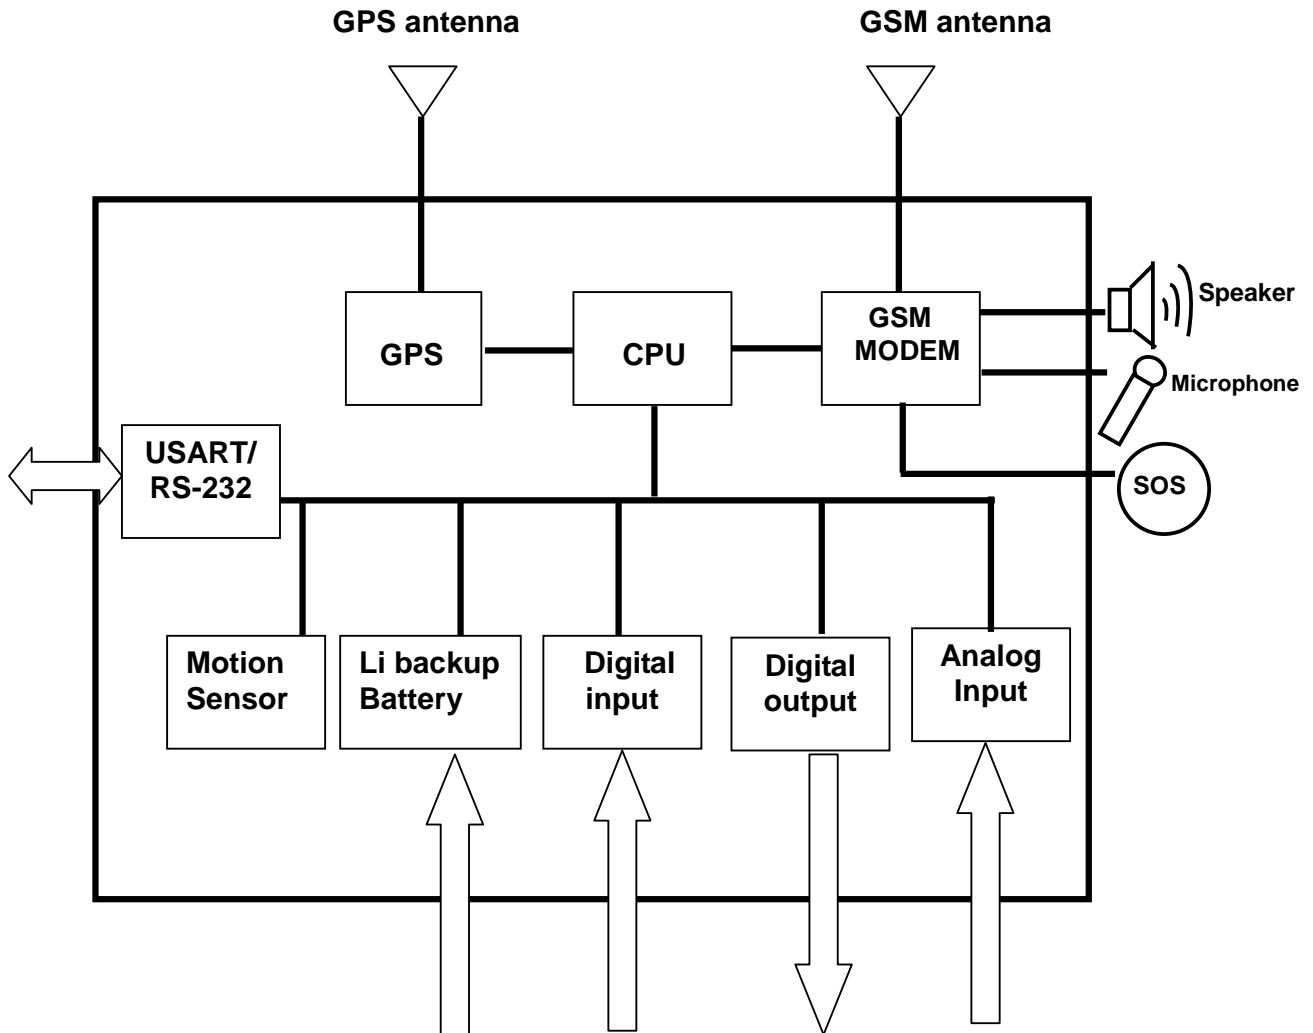 GPS antenna
GSM antenna
GPS
CPU
GSM
MODEM
Speaker
Microphone
USART/
RS-232
SOS
Motion
Sensor
Li backup
Battery
Digital
input
Digital
output
Analog
Input